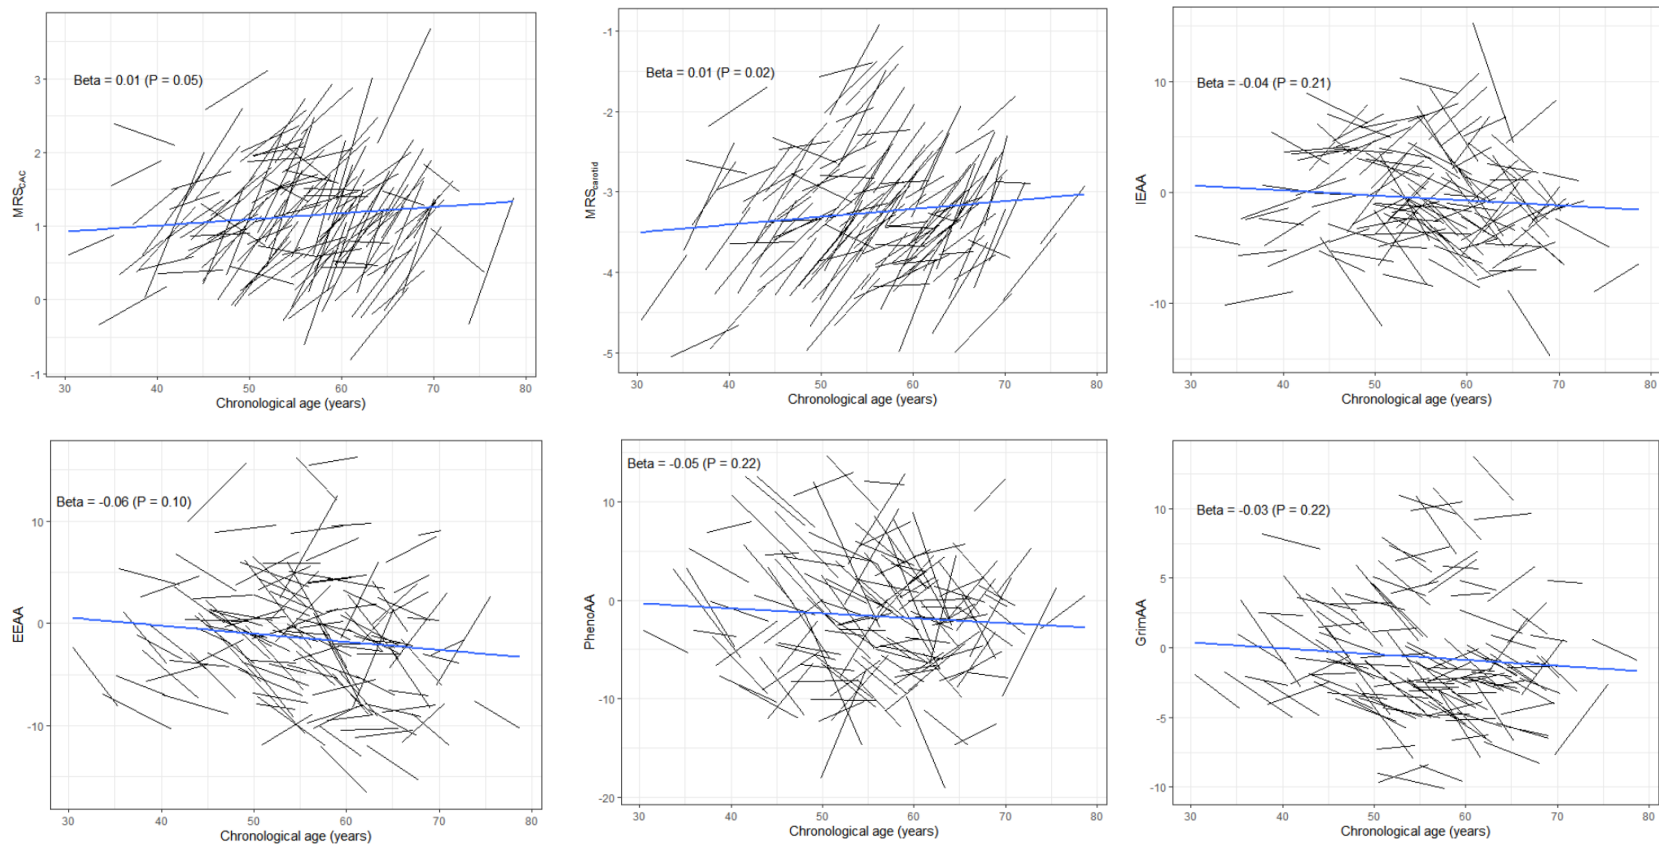 Beta = 0.01 (P = 0.05)
MRSCAC
3
2
1
0
-1
30 40 50 60 70 80
Chronological age (years)
Beta = 0.01 (P = 0.02)
MRScarotid
-1
-2
-3
-4
-5
30 40 50 60 70 80
Chronological age (years)
Beta = -0.04 (P = 0.21)
IEAA
10
0
-10
30 40 50 60 70 80
Chronological age (years)
Beta = -0.06 (P = 0.10)
EEAA
10
0
-10
30 40 50 60 70 80
Chronological age (years)
Beta = -0.05 (P = 0.22)
PhenoAA
10
0
-10
-20
30 40 50 60 70 80
Chronological age (years)
Beta = -0.03 (P = 0.22)
GrimAA
10
5
0
-5
-10
30 40 50 60 70 80
Chronological age (years)